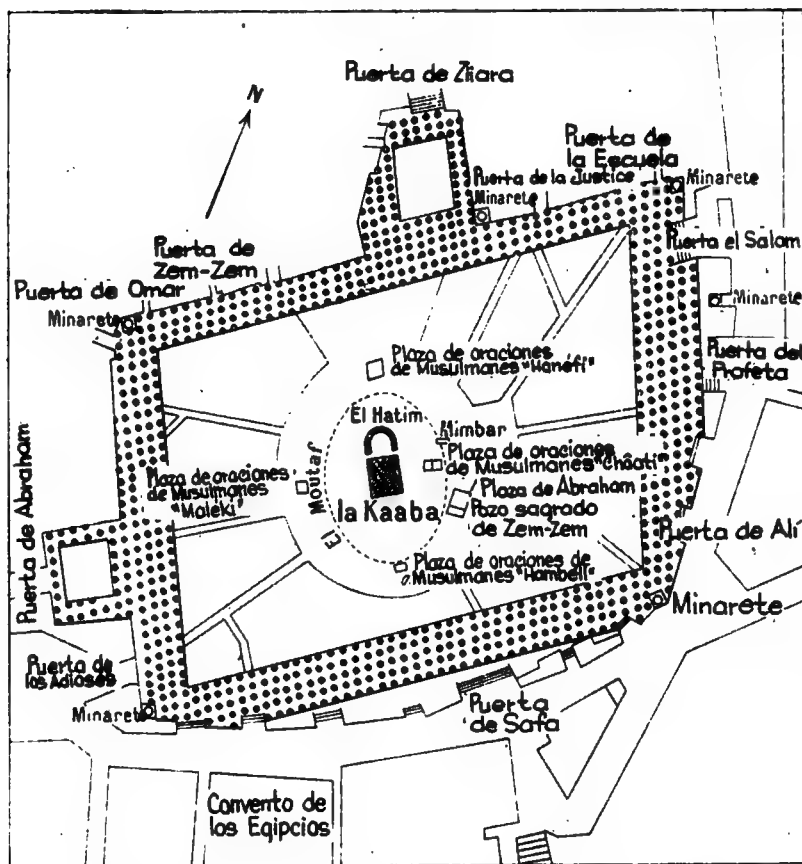 Puerta de Ziara
N
Puerta de
la Escuela
Minarete
Puerta de la Justice
Minarete
Puerta el Salam
Puerta de
Zem-Zem
Puerta de Omar
Minarete
Minarete
Puerta del
Profeta
Plaza de oraciones
de Musulmanes "Hanéfi"
El Hatim
Mimbar
Plaza de oraciones
de Musulmanes "Châati"
Plaza de oraciones
de Musulmanes
"Maleki"
El Moutaf
la Kaaba
Plaza de Abraham
Pozo sagrado
de Zem-Zem
Puerta de Abraham
Puerta de Alí
Plaza de oraciones de
Musulmanes "Hambeli"
Minarete
Puerta de
los Adioses
Minarete
Puerta
de Safa
Convento de
los Egipcios